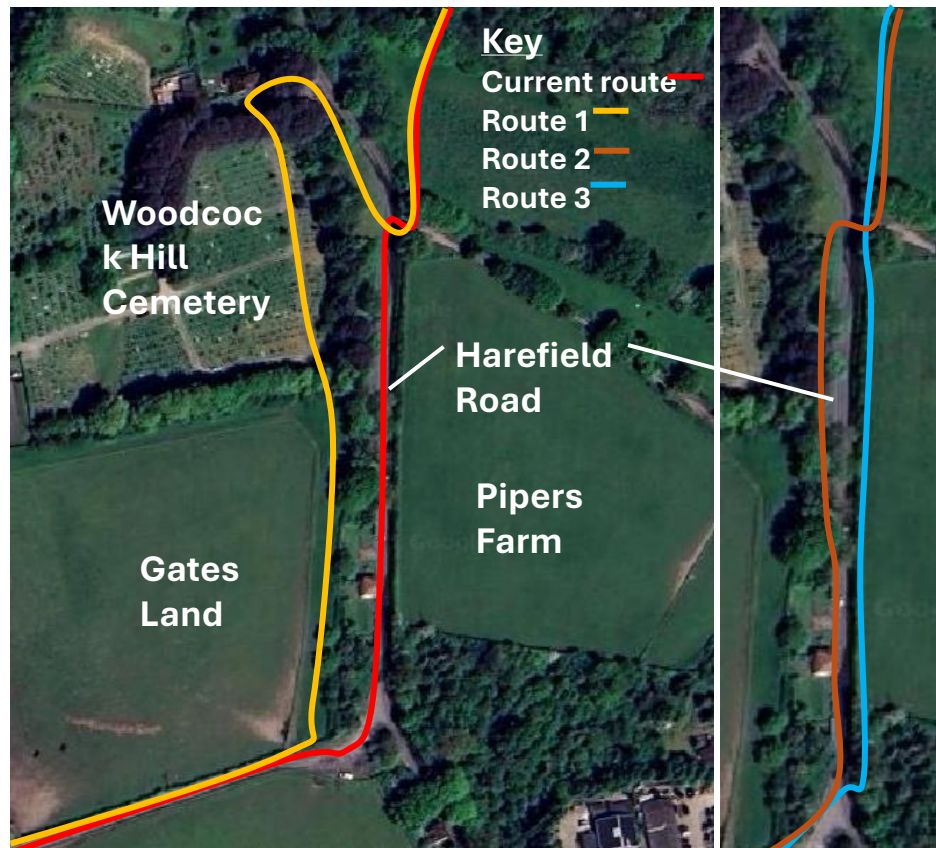 Key
Current route
Route 1
Route 2
Route 3
Woodcoc
k Hill
Cemetery
Harefield
Road
Pipers
Farm
Gates
Land